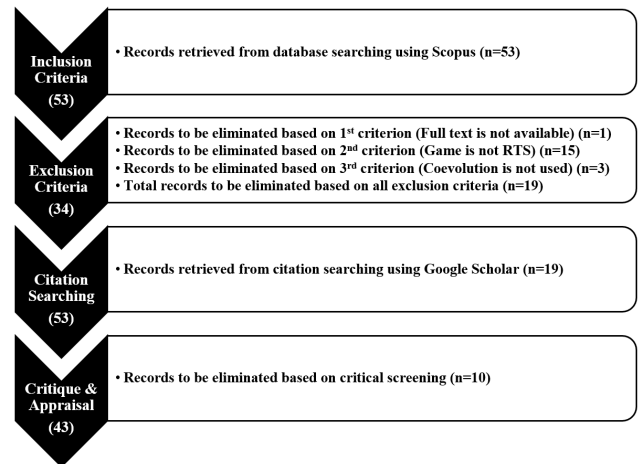 Inclusion
Criteria
(53)
• Records retrieved from database searching using Scopus (n=53)
Exclusion
Criteria
(34)
• Records to be eliminated based on 1st criterion (Full text is not available) (n=1)
• Records to be eliminated based on 2nd criterion (Game is not RTS) (n=15)
• Records to be eliminated based on 3rd criterion (Coevolution is not used) (n=3)
• Total records to be eliminated based on all exclusion criteria (n=19)
Citation
Searching
(53)
• Records retrieved from citation searching using Google Scholar (n=19)
Critique &
Appraisal
(43)
• Records to be eliminated based on critical screening (n=10)